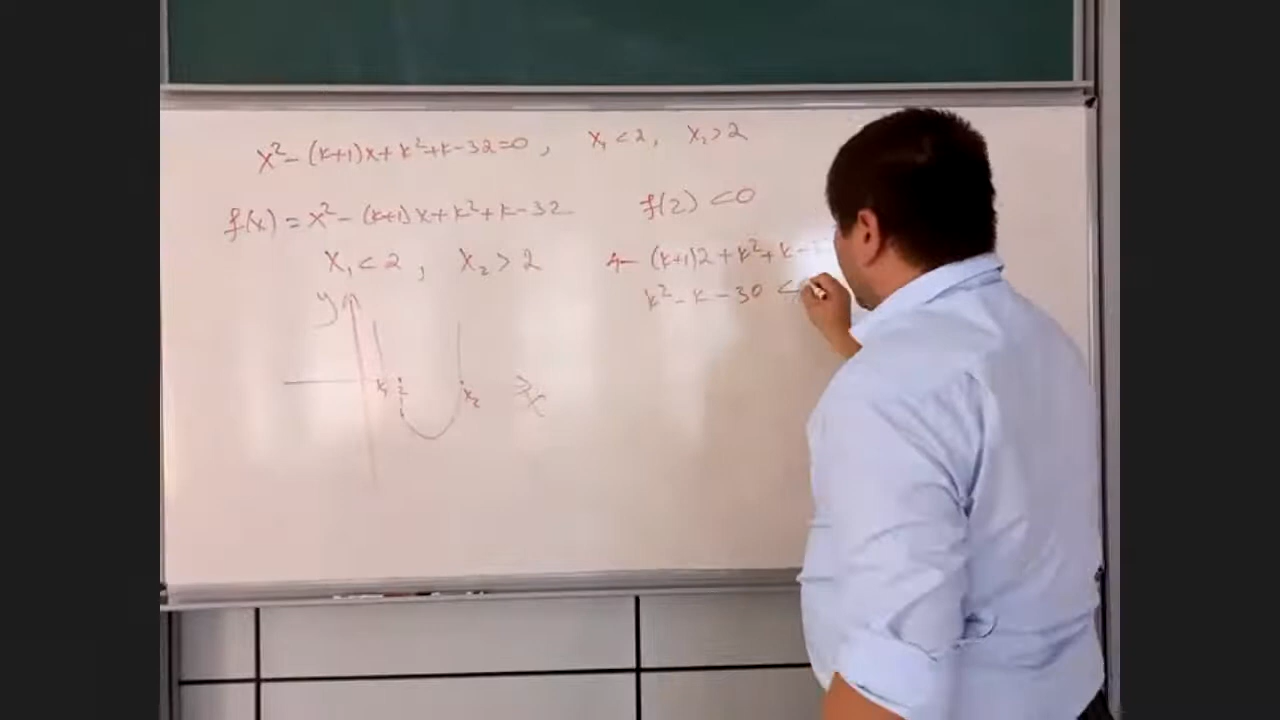 x² - (k+1)x + k² + k - 32 = 0 , x₁ < 2, x₂ > 2
f(x) = x² - (k+1)x + k² + k - 32
x₁ < 2 , x₂ > 2
y
x₁ 2 x₂ x
f(2) < 0
4 - (k+1)2 + k² + k -
k² - k - 30 <